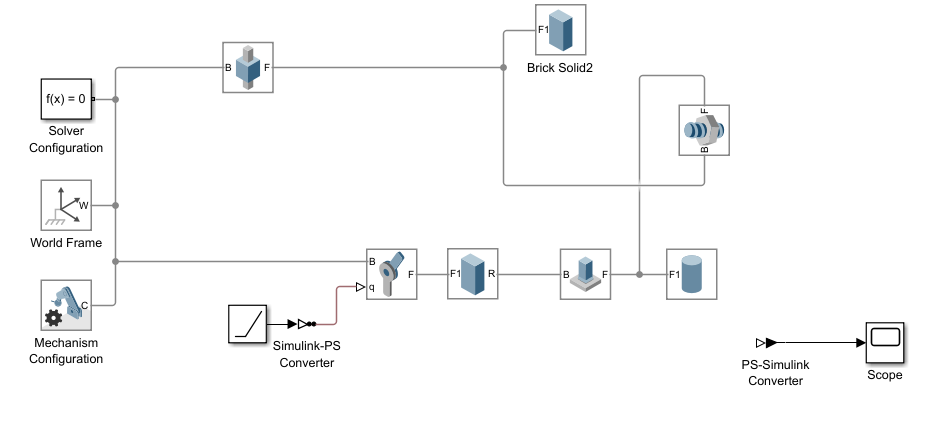 F1
Brick Solid2
B F
f(x) = 0
Solver
Configuration
F
B
W
World Frame
B
q
F
F1 R
B F
F1
C
Mechanism
Configuration
Simulink-PS
Converter
PS-Simulink
Converter
Scope